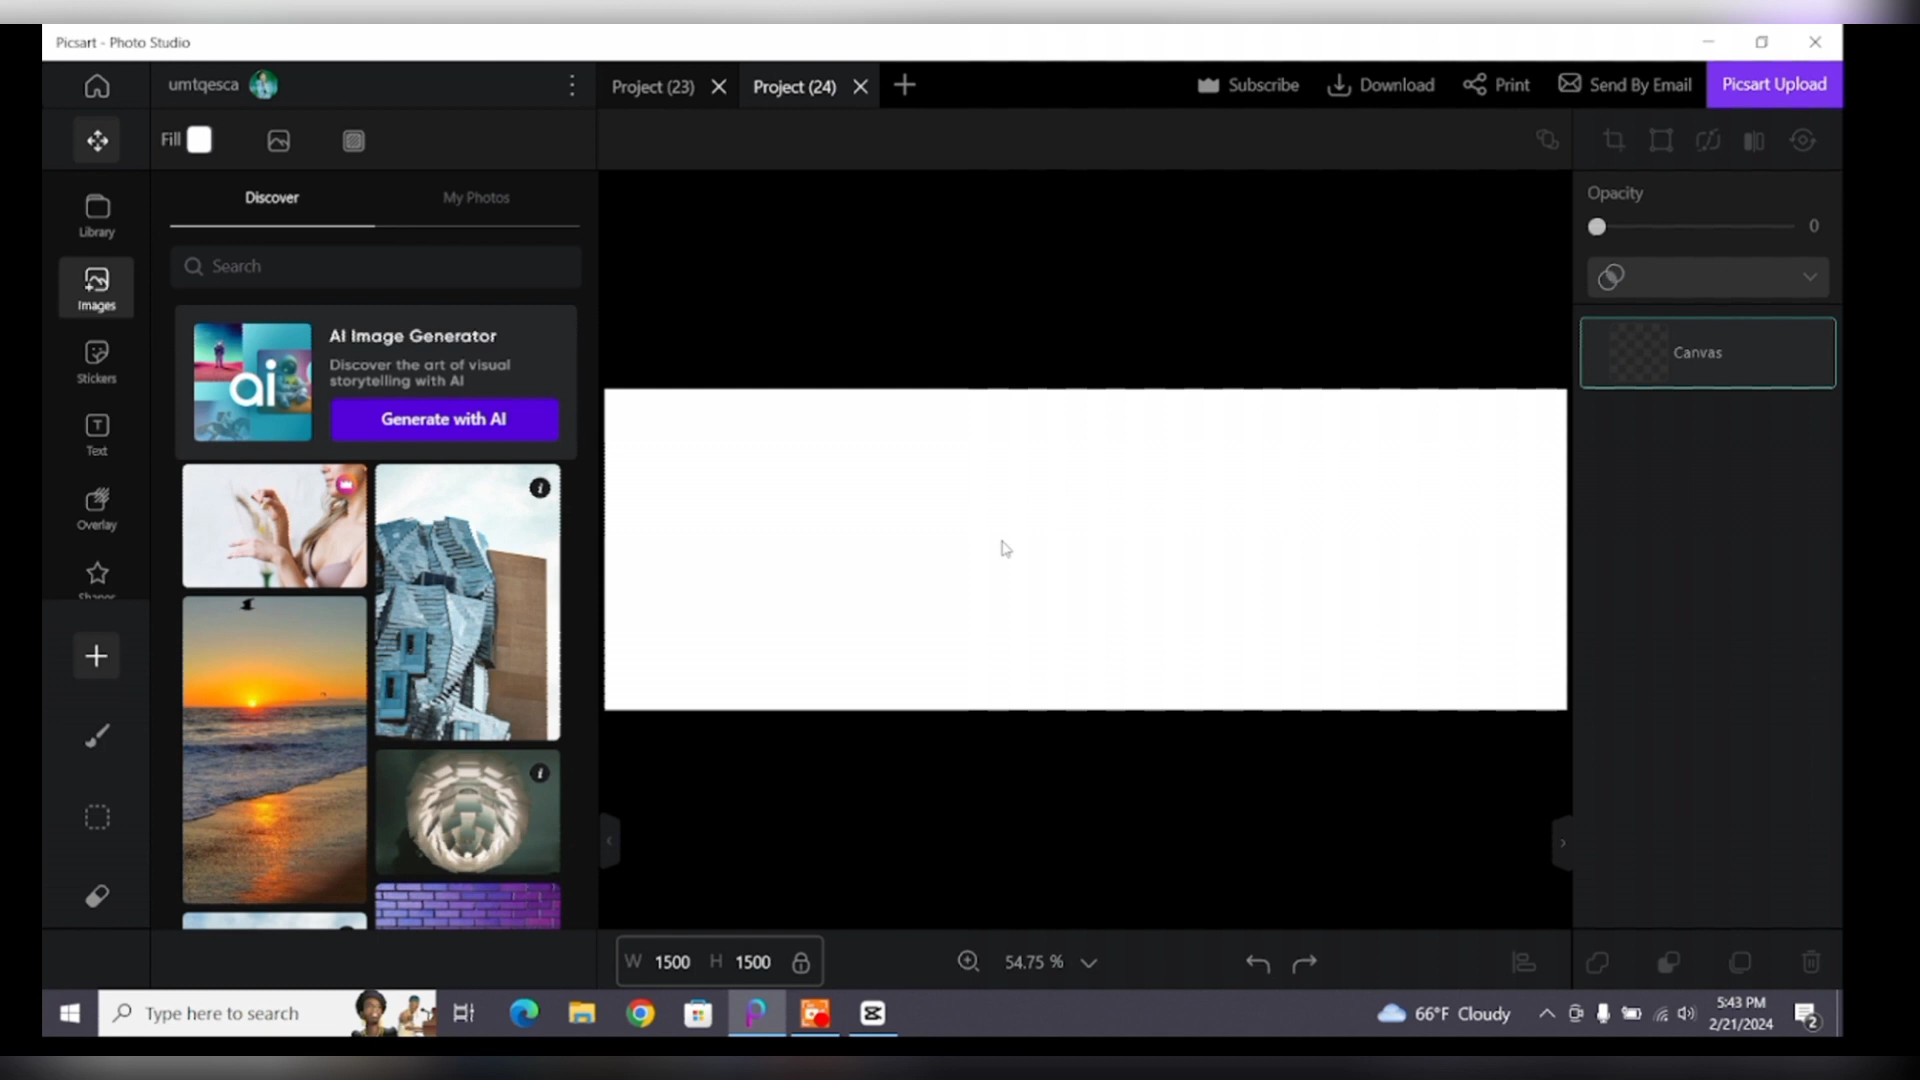 Picsart - Photo Studio
umtqesca
Project (23)
Project (24)
Subscribe
Download
Print
Send By Email
Picsart Upload
Fill
Discover
My Photos
Opacity
0
Library
Search
Images
AI Image Generator
Discover the art of visual
storytelling with AI
ai
Generate with AI
Canvas
Stickers
Text
Overlay
Shapes
W 1500 H 1500
54.75 %
Type here to search
66°F Cloudy
5:43 PM
2/21/2024
2